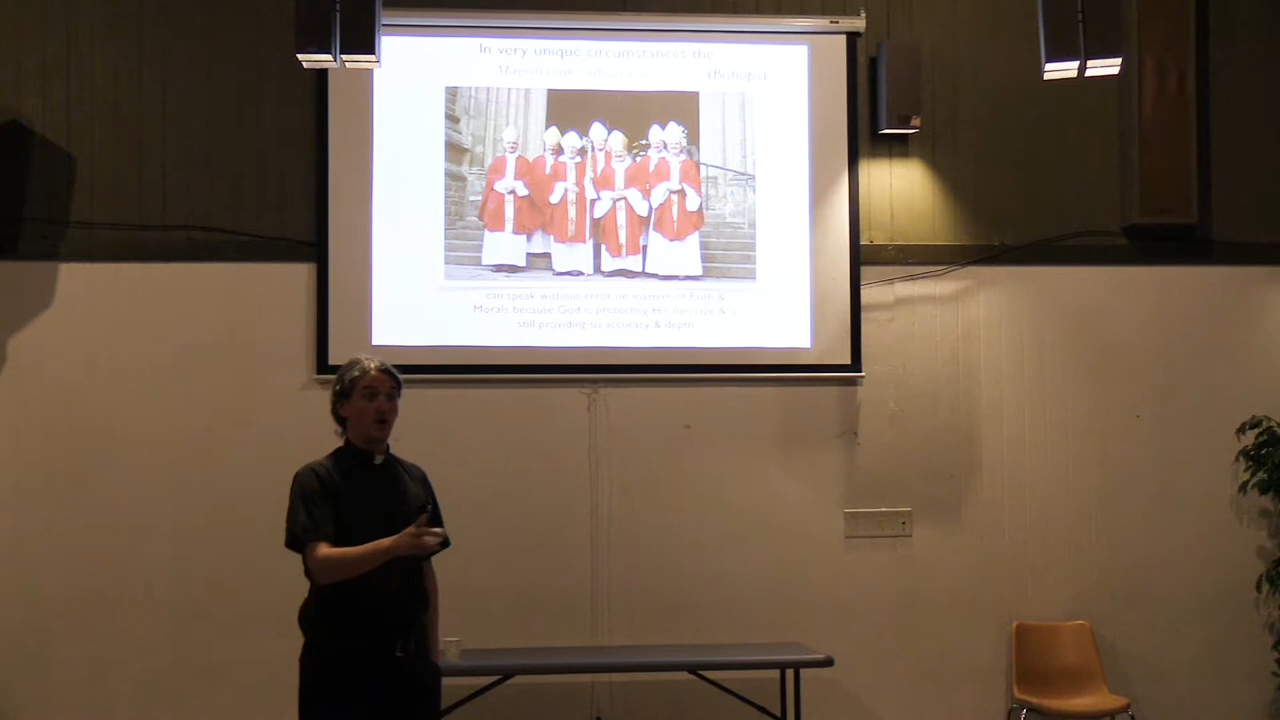 In very unique circumstances the
Magisterium (Bishops)
can speak without error on matters of Faith &
Morals because God is protecting His message &
still providing us accuracy & depth